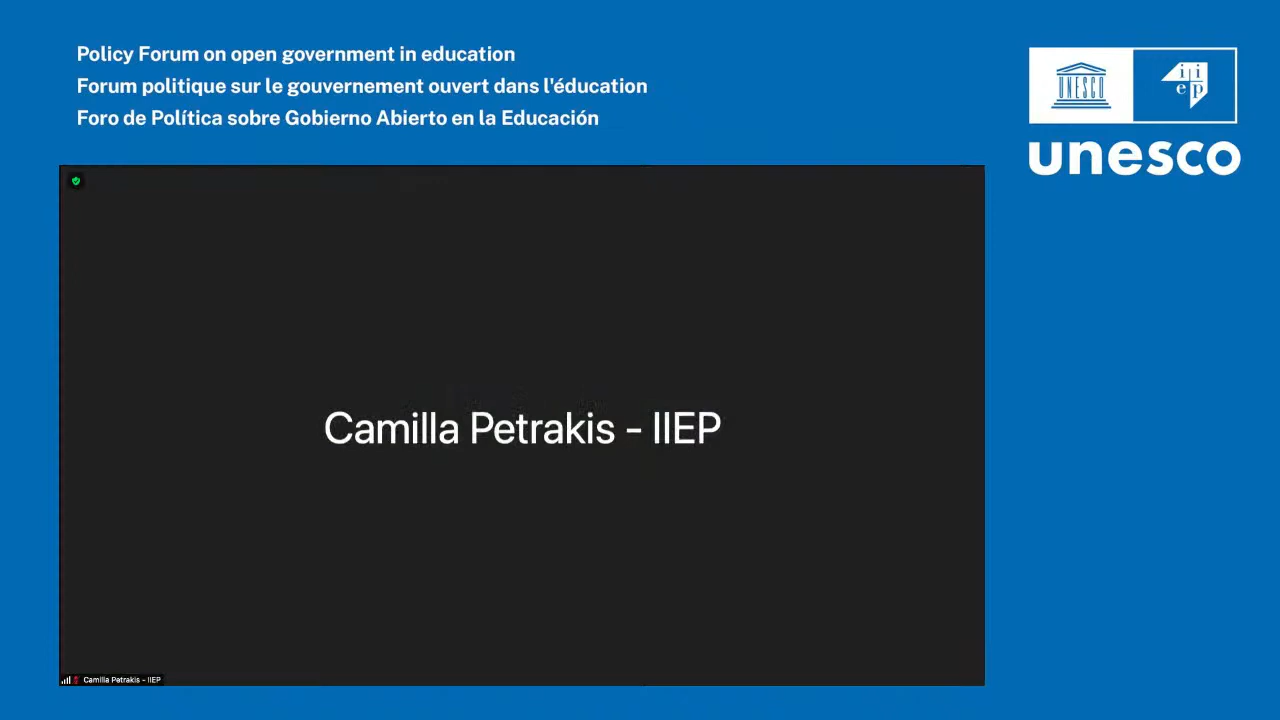 Policy Forum on open government in education
Forum politique sur le gouvernement ouvert dans l'éducation
Foro de Política sobre Gobierno Abierto en la Educación
UNESCO
i i
e p
unesco
Camilla Petrakis - IIEP
Camilla Petrakis - IIEP